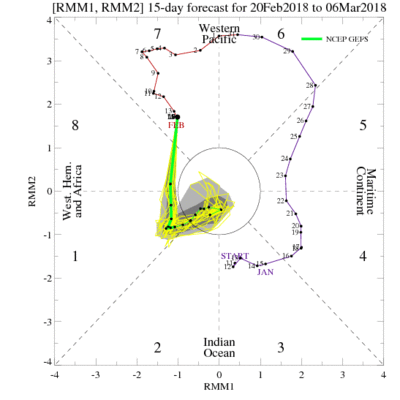 [RMM1, RMM2] 15-day forecast for 20Feb2018 to 06Mar2018
7
Western
Pacific
6
NCEP GEFS
8
5
RMM2
West. Hem.
and Africa
Maritime
Continent
FEB
START
JAN
1
4
2
Indian
Ocean
3
4
3
2
1
0
-1
-2
-3
-4
-4
-3
-2
-1
0
1
2
3
4
RMM1